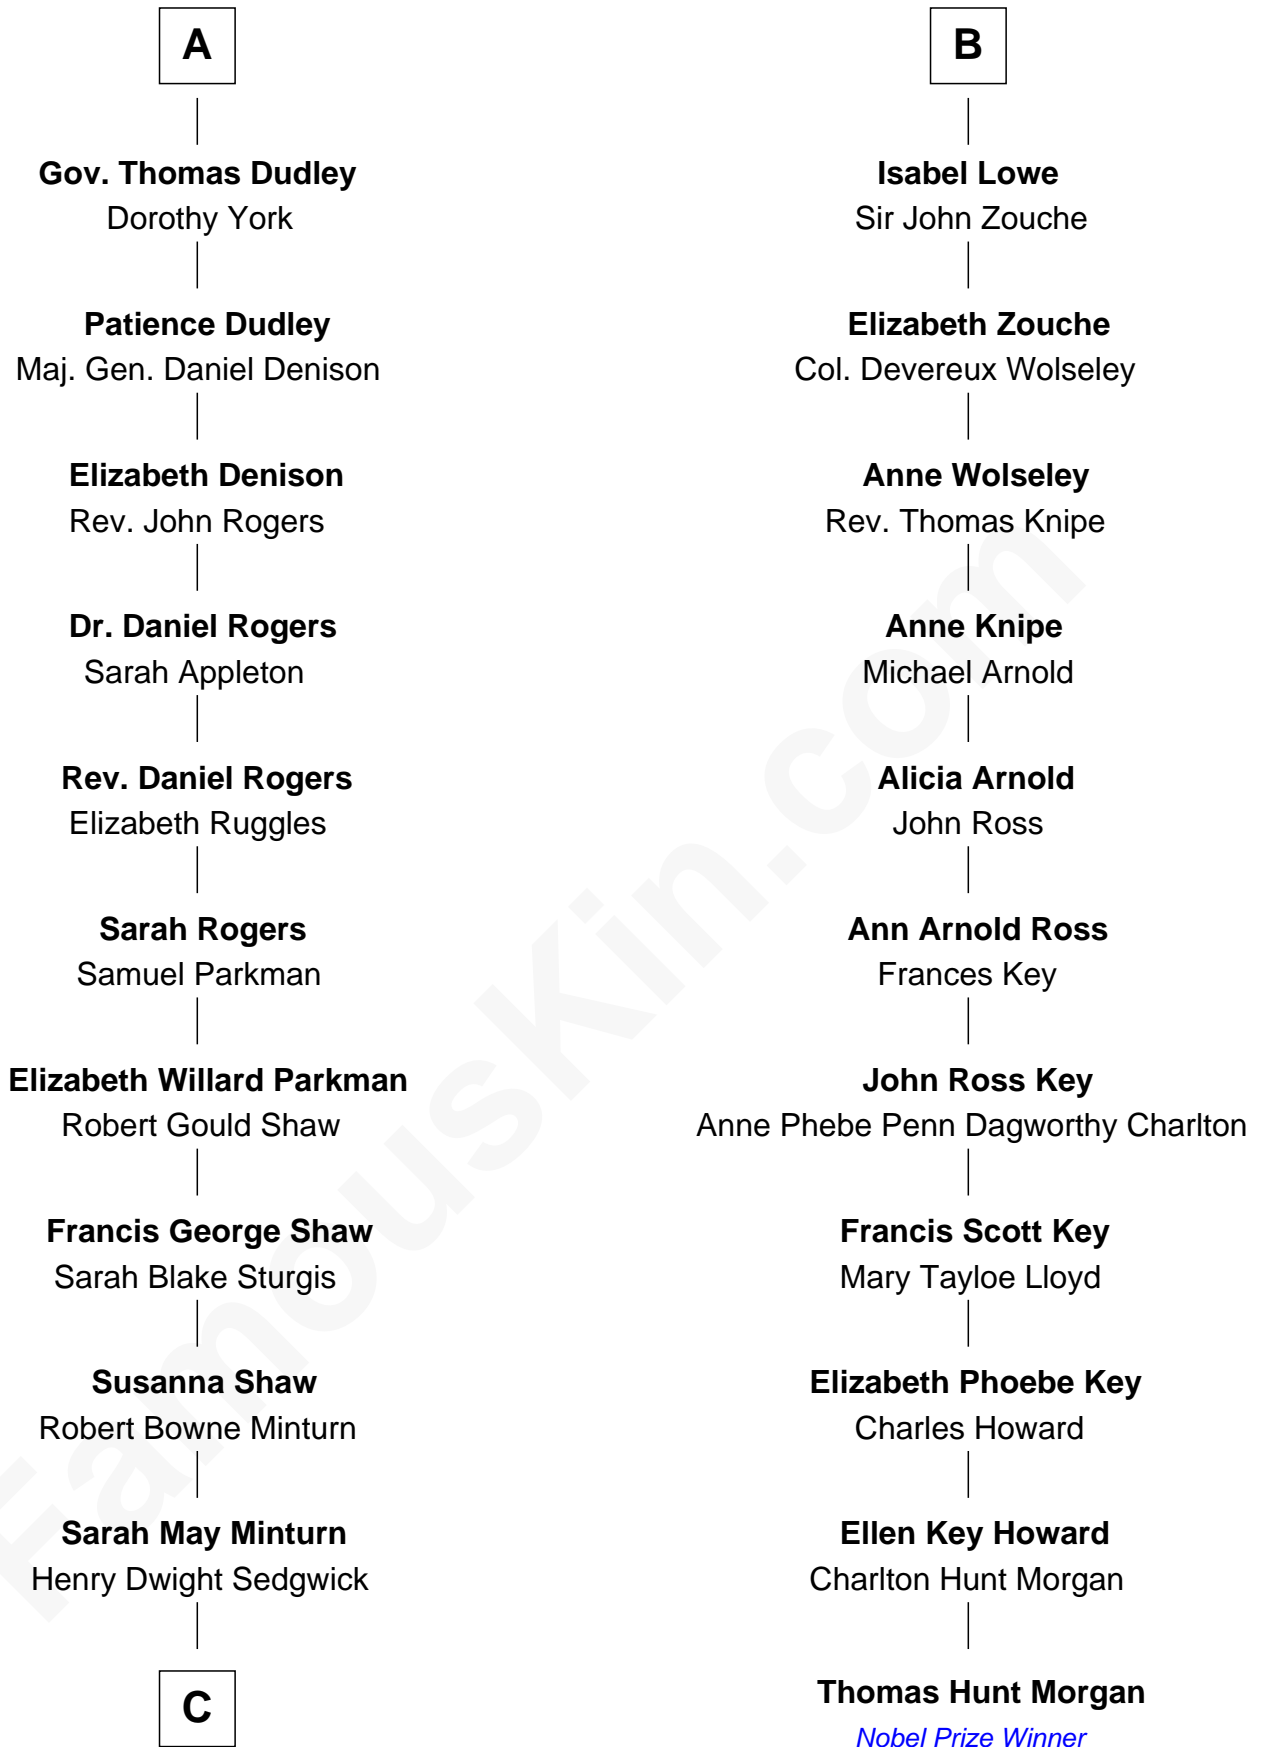 A
Gov. Thomas Dudley
Dorothy York
Patience Dudley
Maj. Gen. Daniel Denison
Elizabeth Denison
Rev. John Rogers
Dr. Daniel Rogers
Sarah Appleton
Rev. Daniel Rogers
Elizabeth Ruggles
Sarah Rogers
Samuel Parkman
Elizabeth Willard Parkman
Robert Gould Shaw
Francis George Shaw
Sarah Blake Sturgis
Susanna Shaw
Robert Bowne Minturn
Sarah May Minturn
Henry Dwight Sedgwick
C
B
Isabel Lowe
Sir John Zouche
Elizabeth Zouche
Col. Devereux Wolseley
Anne Wolseley
Rev. Thomas Knipe
Anne Knipe
Michael Arnold
Alicia Arnold
John Ross
Ann Arnold Ross
Frances Key
John Ross Key
Anne Phebe Penn Dagworthy Charlton
Francis Scott Key
Mary Tayloe Lloyd
Elizabeth Phoebe Key
Charles Howard
Ellen Key Howard
Charlton Hunt Morgan
Thomas Hunt Morgan
Nobel Prize Winner
FamousKin.com